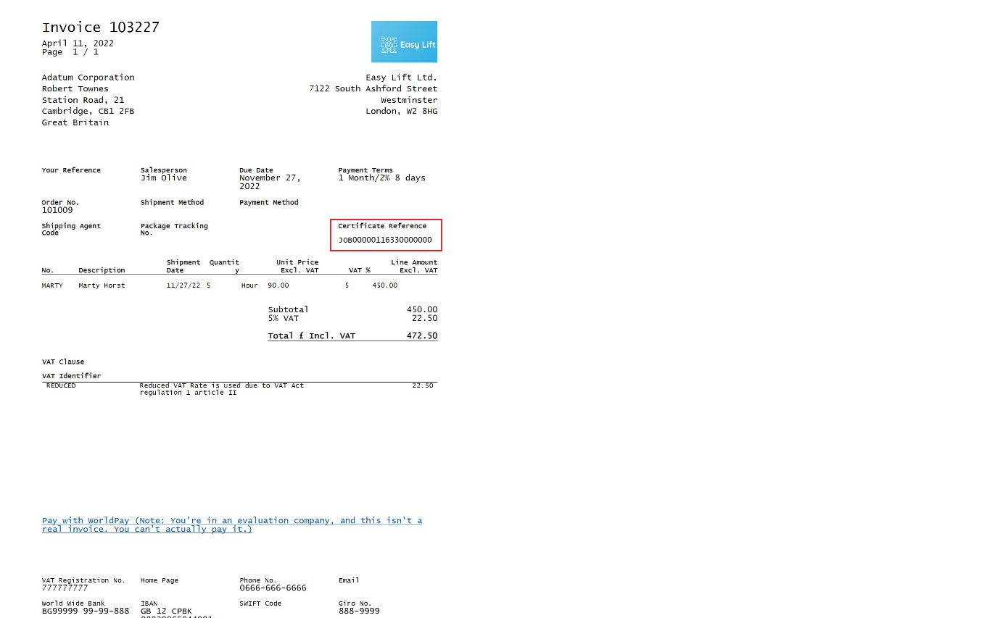 Invoice 103227
April 11, 2022
Page 1 / 1
Easy Lift
Adatum Corporation
Robert Townes
Station Road, 21
Cambridge, CB1 2FB
Great Britain
Easy Lift Ltd.
7122 South Ashford Street
Westminster
London, W2 8HG
Your Reference
Salesperson
Jim Olive
Due Date
November 27,
2022
Payment Terms
1 Month/2% 8 days
Order No.
101009
Shipment Method
Payment Method
Shipping Agent
Code
Package Tracking
No.
Certificate Reference
JOB00000116330000000
Shipment Quantit Unit Price Line Amount
No. Description Date y Excl. VAT VAT % Excl. VAT
MARTY Marty Horst 11/27/22 5 Hour 90.00 5 450.00
Subtotal 450.00
5% VAT 22.50
Total £ Incl. VAT 472.50
VAT Clause
VAT Identifier
REDUCED Reduced VAT Rate is used due to VAT Act 22.50
regulation 1 article II
Pay with WorldPay (Note: You're in an evaluation company, and this isn't a
real invoice. You can't actually pay it.)
VAT Registration No.
777777777
Home Page
Phone No.
0666-666-6666
Email
World Wide Bank
BG99999 99-99-888
IBAN
GB 12 CPBK
SWIFT Code
Giro No.
888-9999